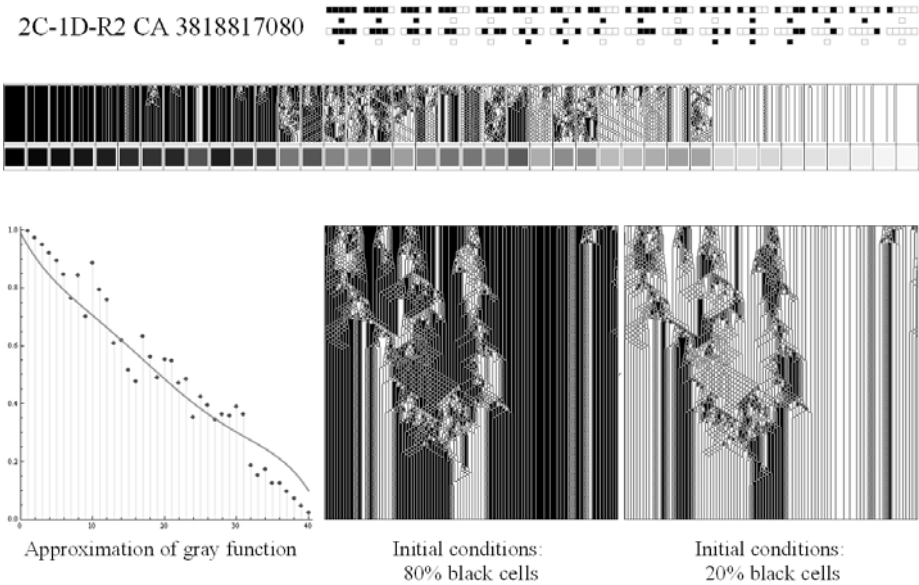 2C-1D-R2 CA 3818817080
1.0
0.8
0.6
0.4
0.2
0.0
0 10 20 30 40
Approximation of gray function
Initial conditions:
80% black cells
Initial conditions:
20% black cells